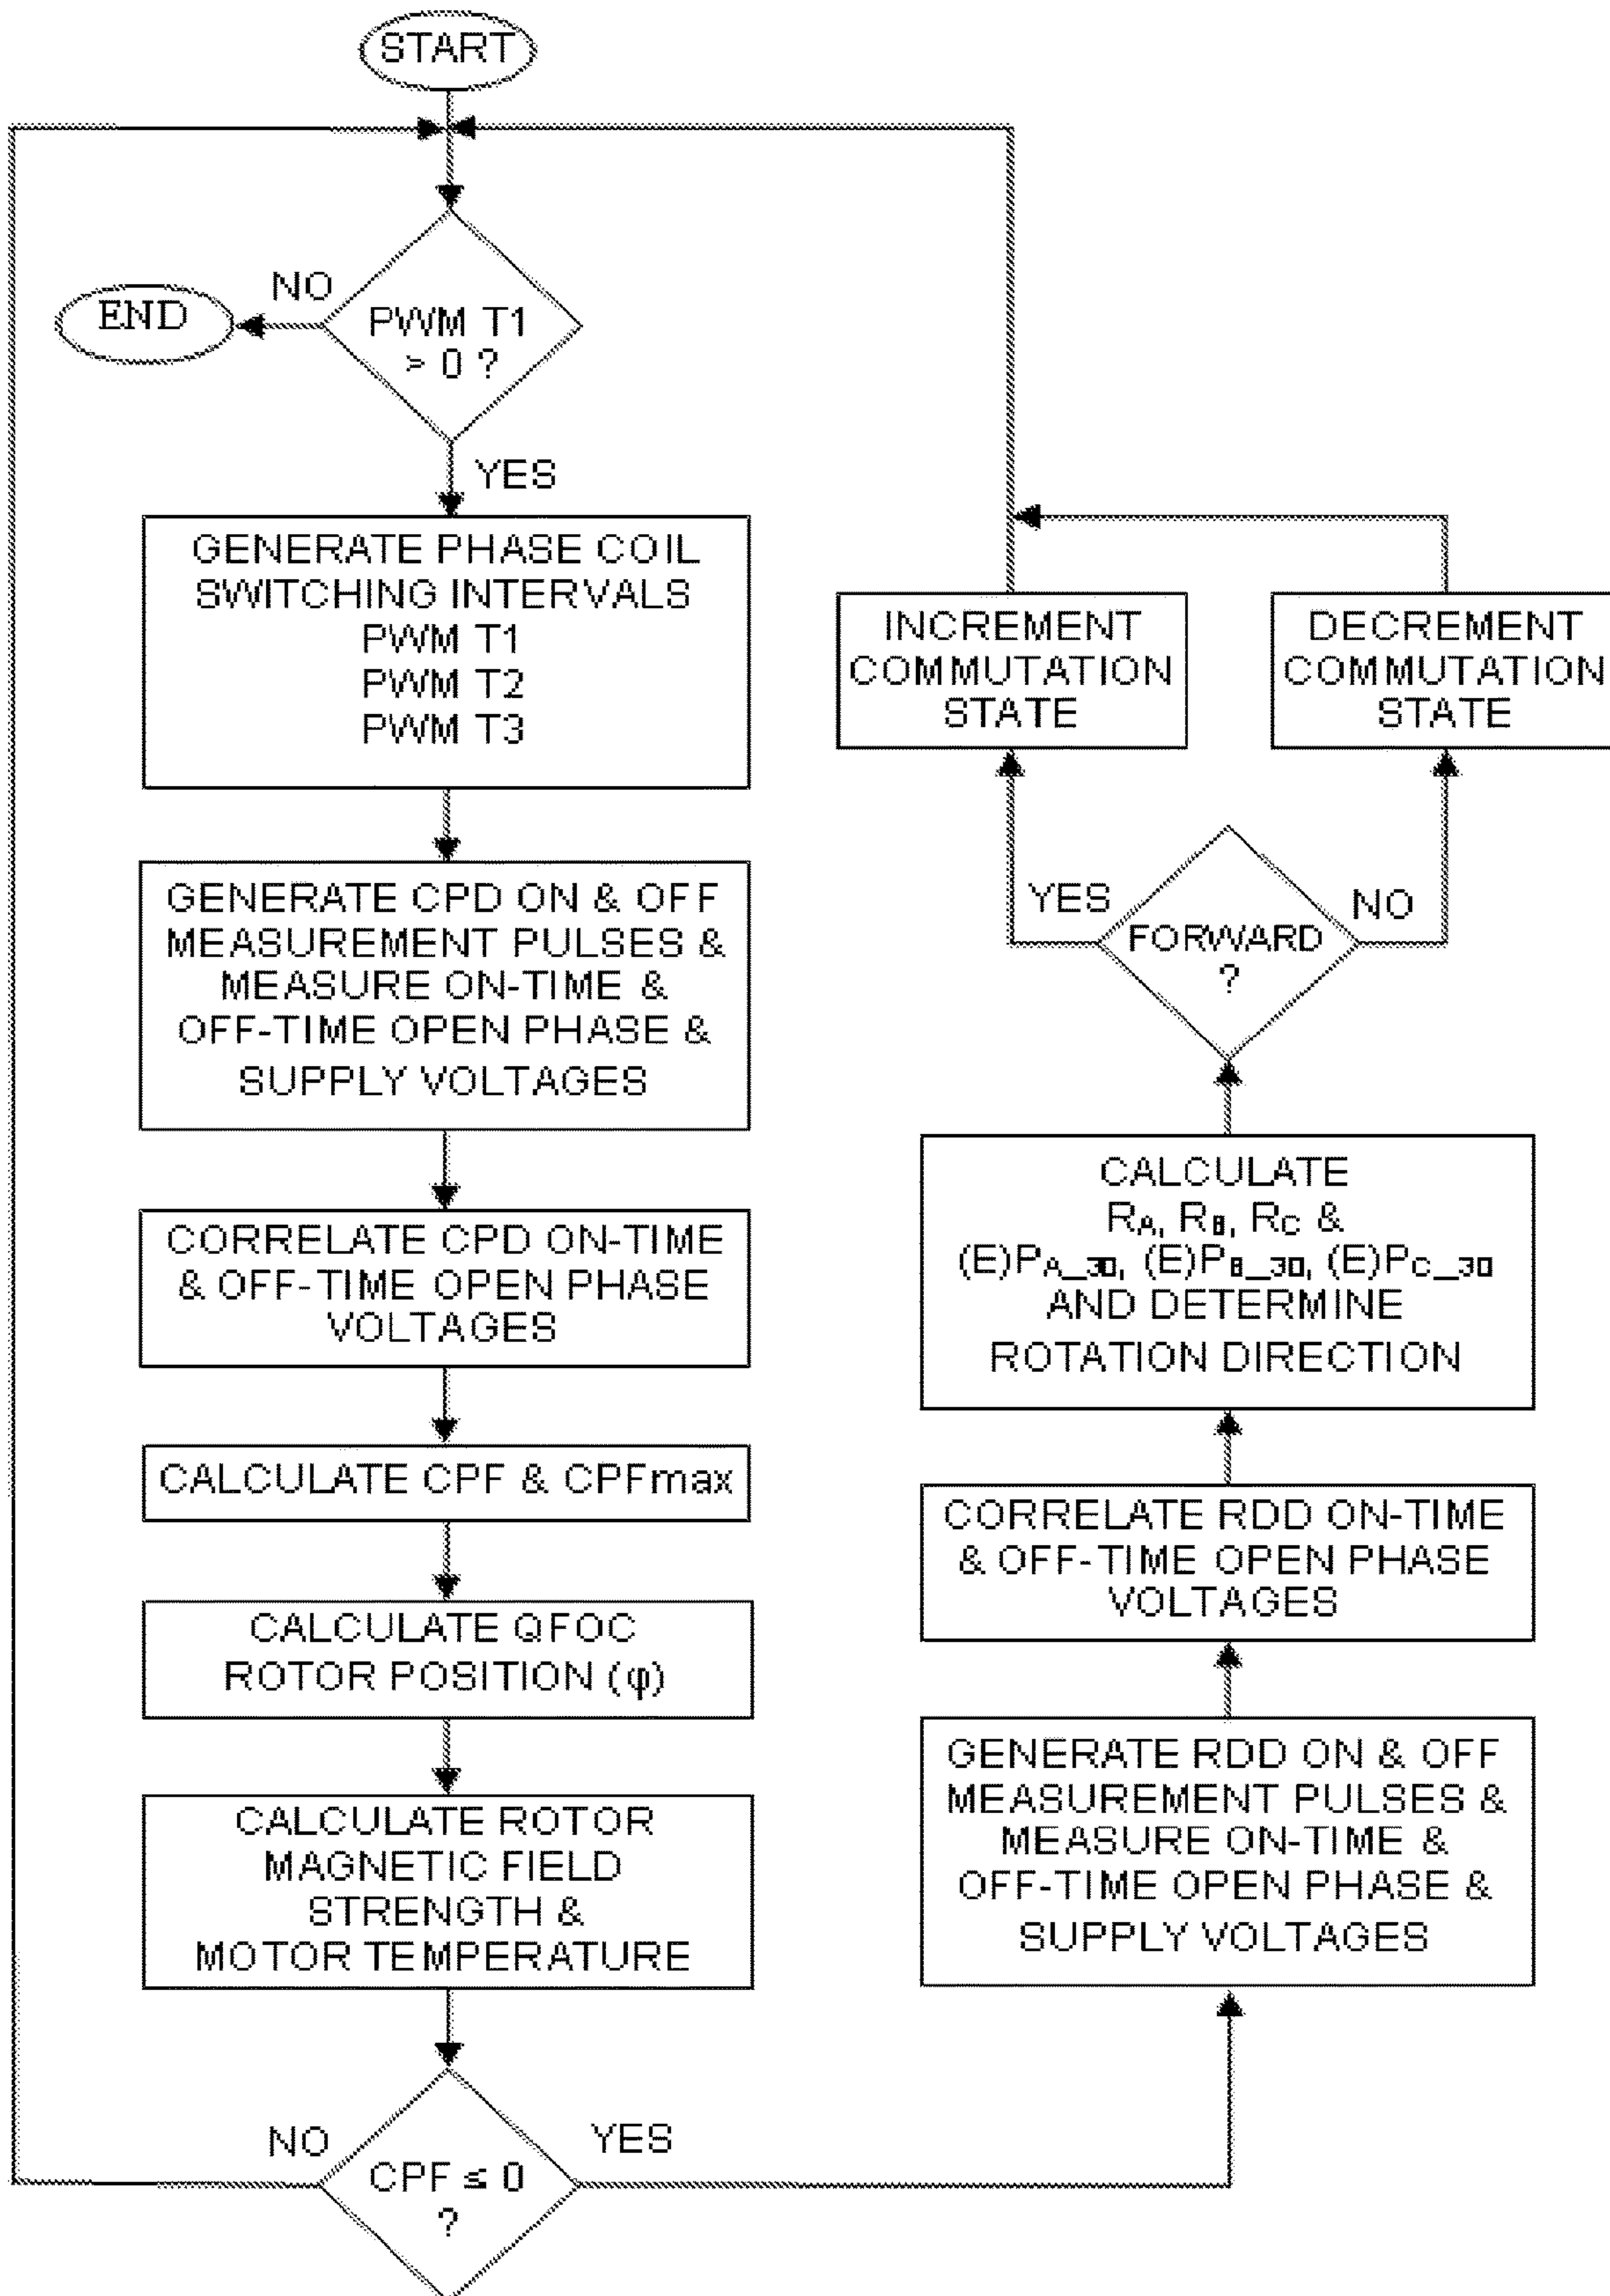 START
NO
END
PWM T1
> 0 ?
YES
GENERATE PHASE COIL
SWITCHING INTERVALS
PWM T1
PWM T2
PWM T3
GENERATE CPD ON & OFF
MEASUREMENT PULSES &
MEASURE ON-TIME &
OFF-TIME OPEN PHASE &
SUPPLY VOLTAGES
CORRELATE CPD ON-TIME
& OFF-TIME OPEN PHASE
VOLTAGES
CALCULATE CPF & CPFmax
CALCULATE QFOC
ROTOR POSITION (φ)
CALCULATE ROTOR
MAGNETIC FIELD
STRENGTH &
MOTOR TEMPERATURE
NO
YES
CPF ≤ 0
?
GENERATE RDD ON & OFF
MEASUREMENT PULSES &
MEASURE ON-TIME &
OFF-TIME OPEN PHASE &
SUPPLY VOLTAGES
CORRELATE RDD ON-TIME
& OFF-TIME OPEN PHASE
VOLTAGES
CALCULATE
RA, RB, RC &
(E)PA_30, (E)PB_30, (E)PC_30
AND DETERMINE
ROTATION DIRECTION
FORWARD
?
YES
NO
INCREMENT
COMMUTATION
STATE
DECREMENT
COMMUTATION
STATE